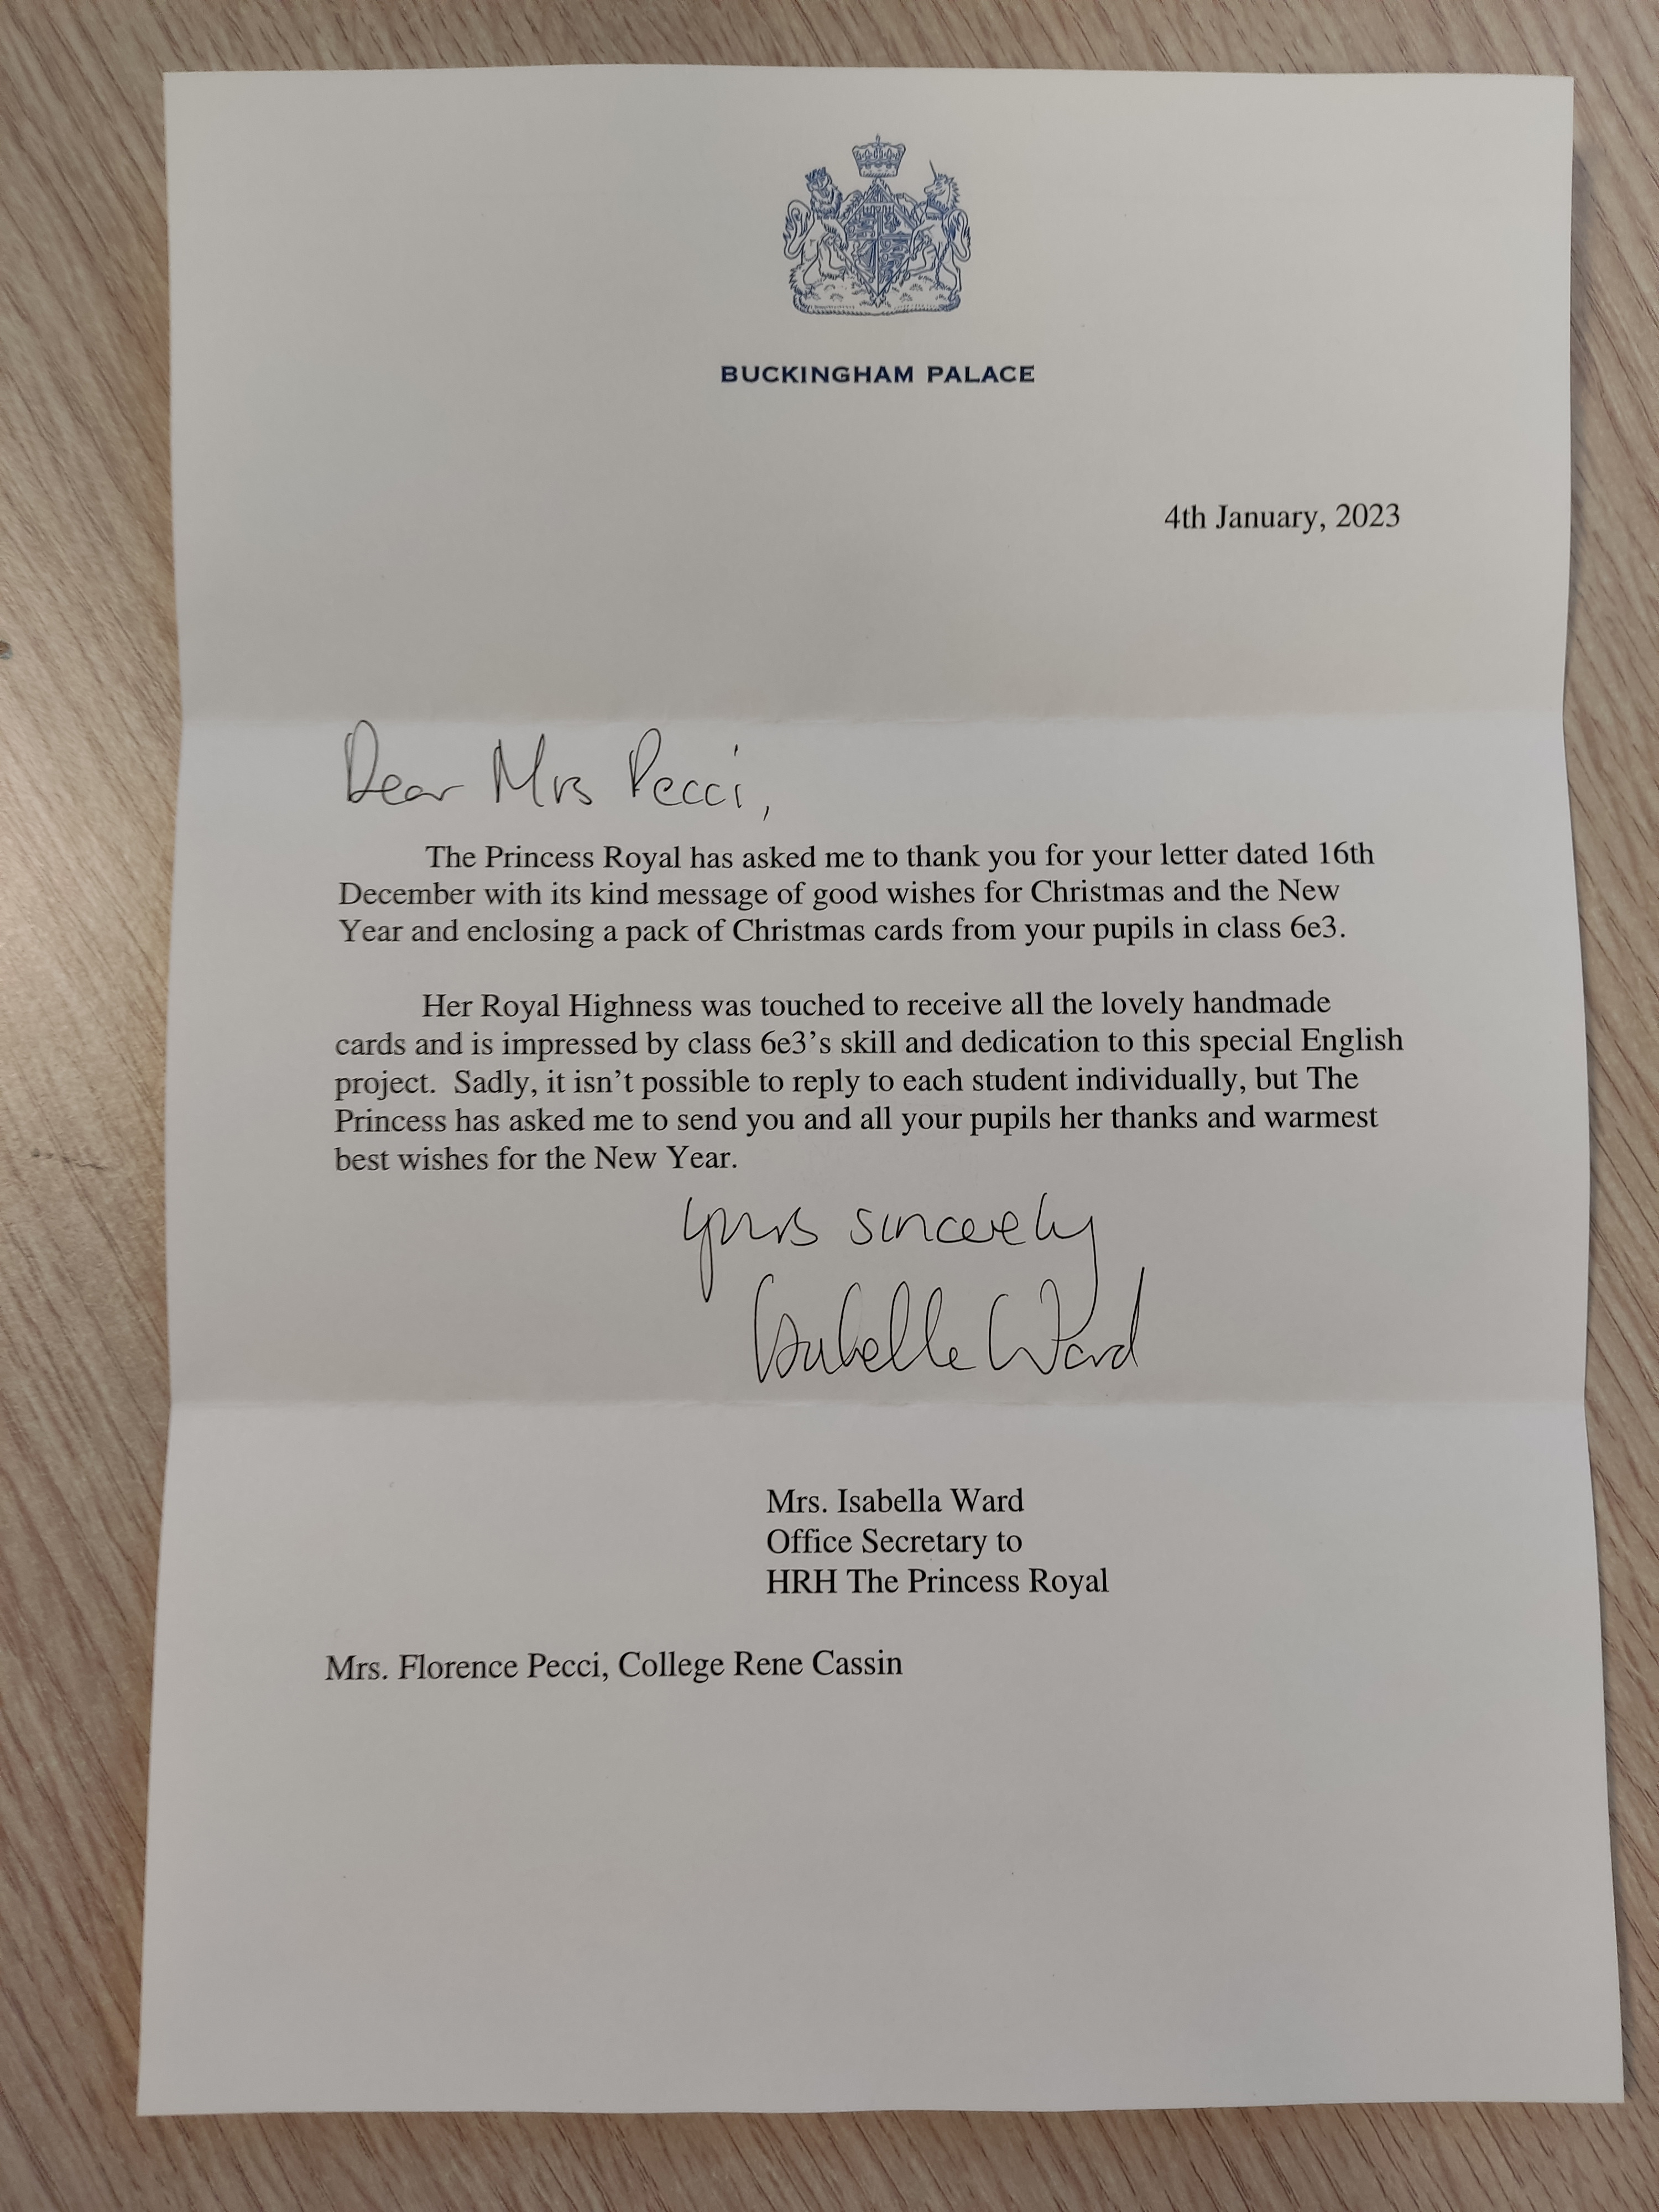 BUCKINGHAM PALACE
4th January, 2023
Dear Mrs Pecci,
The Princess Royal has asked me to thank you for your letter dated 16th
December with its kind message of good wishes for Christmas and the New
Year and enclosing a pack of Christmas cards from your pupils in class 6e3.
Her Royal Highness was touched to receive all the lovely handmade
cards and is impressed by class 6e3’s skill and dedication to this special English
project. Sadly, it isn’t possible to reply to each student individually, but The
Princess has asked me to send you and all your pupils her thanks and warmest
best wishes for the New Year.
Yours sincerely
Isabella Ward
Mrs. Isabella Ward
Office Secretary to
HRH The Princess Royal
Mrs. Florence Pecci, College Rene Cassin